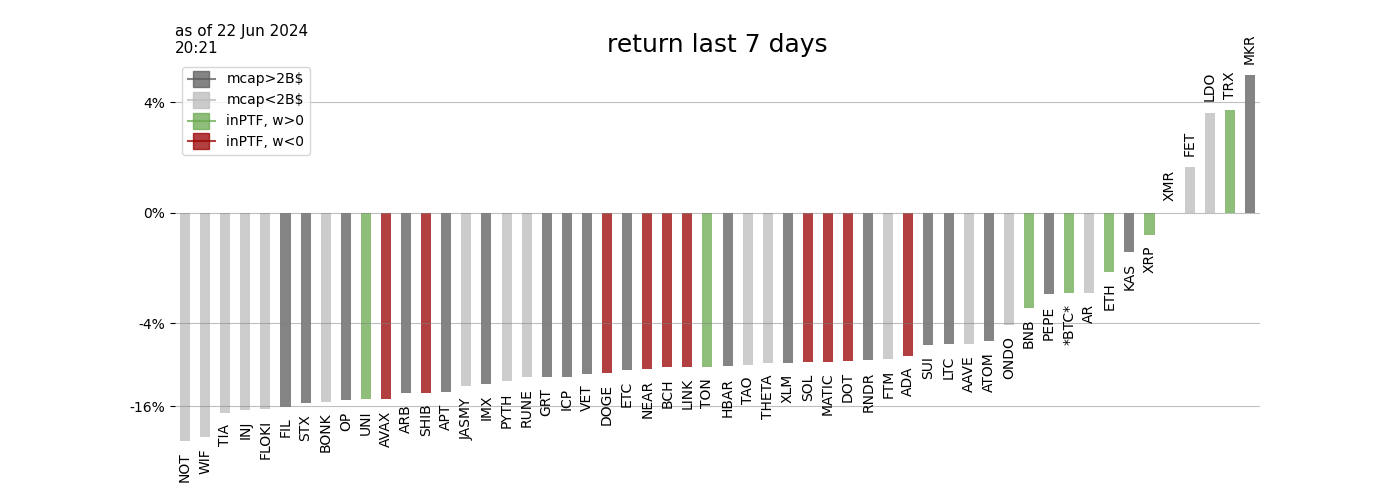 as of 22 Jun 2024
20:21
return last 7 days
mcap>2B$
mcap<2B$
inPTF, w>0
inPTF, w<0
4%
0%
-4%
-16%
NOT
WIF
TIA
INJ
FLOKI
FIL
STX
BONK
OP
UNI
AVAX
ARB
SHIB
APT
JASMY
IMX
PYTH
RUNE
GRT
ICP
VET
DOGE
ETC
NEAR
BCH
LINK
TON
HBAR
TAO
THETA
XLM
SOL
MATIC
DOT
RNDR
FTM
ADA
SUI
LTC
AAVE
ATOM
ONDO
BNB
PEPE
*BTC*
AR
ETH
KAS
XRP
XMR
FET
LDO
TRX
MKR